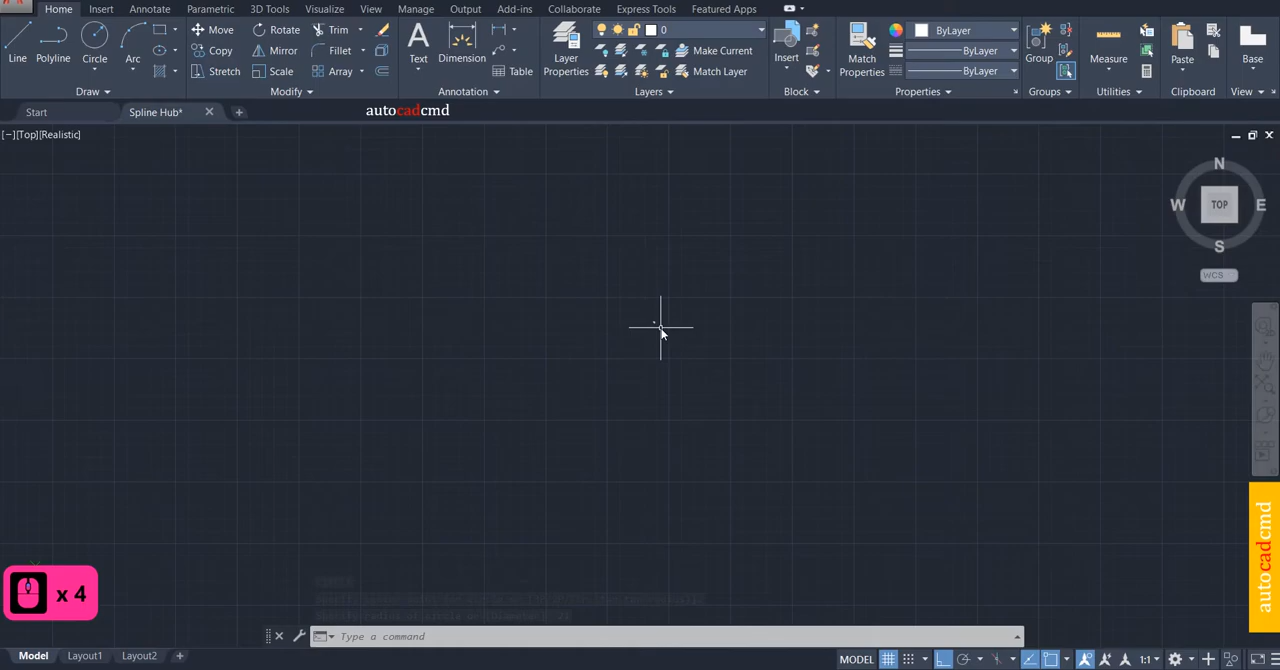 Home Insert Annotate Parametric 3D Tools Visualize View Manage Output Add-ins Collaborate Express Tools Featured Apps
Line Polyline Circle Arc
Move Rotate Trim
Copy Mirror Fillet
Stretch Scale Array
Text Dimension Table
Layer Properties
0
Make Current
Match Layer
Insert
Match Properties
ByLayer
ByLayer
ByLayer
Group
Measure
Paste
Base
Draw Modify Annotation Layers Block Properties Groups Utilities Clipboard View
Start Spline Hub*
autocadcmd
[−][Top][Realistic]
N
W TOP E
S
WCS
autocadcmd
x 4
Type a command
Model Layout1 Layout2
MODEL 1:1